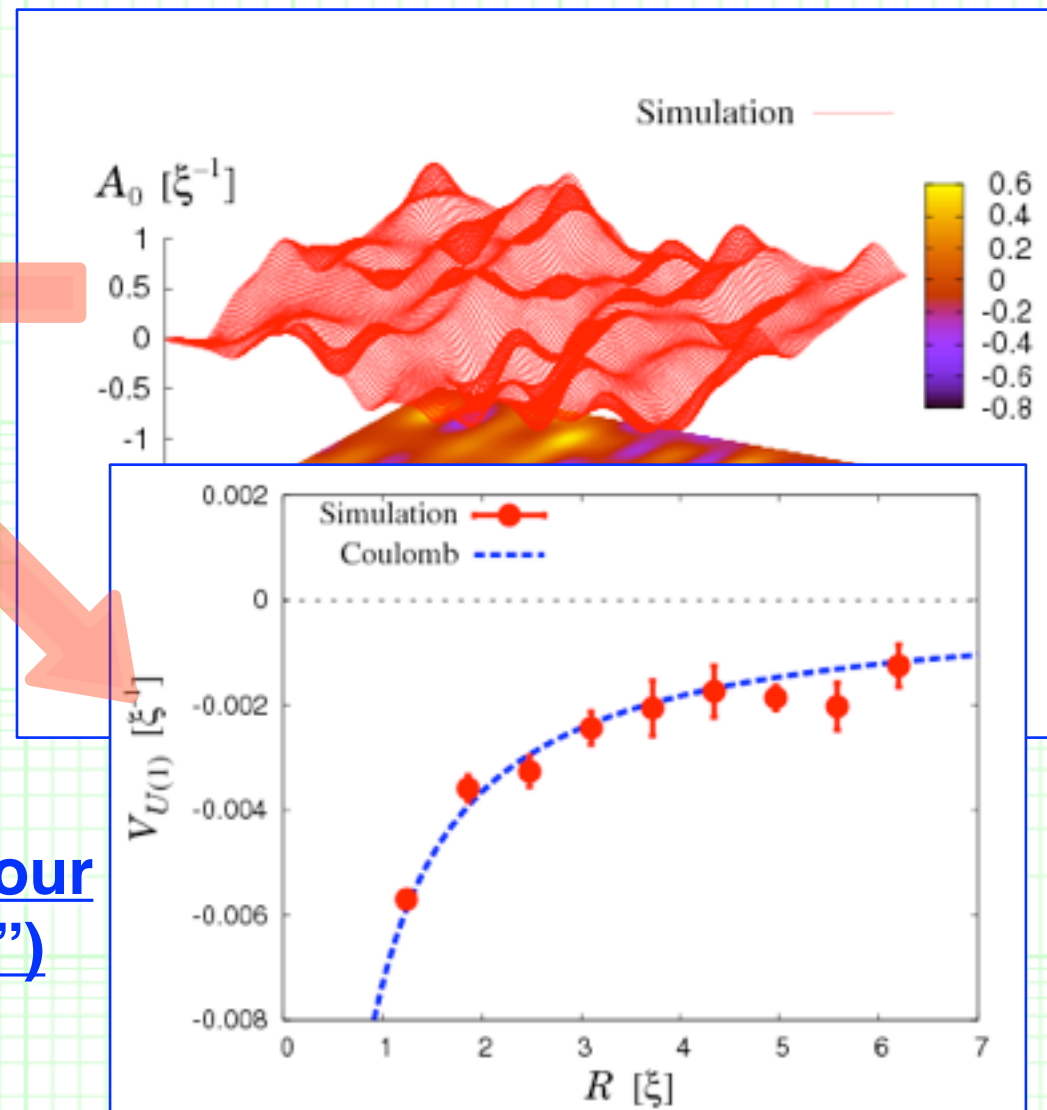 Simulation
A₀ [ξ⁻¹]
1
0.5
0
-0.5
-1
0.6
0.4
0.2
0
-0.2
-0.4
-0.6
-0.8
Simulation
Coulomb
0.002
0
-0.002
-0.004
-0.006
-0.008
V_{U(1)} [ξ⁻¹]
0 1 2 3 4 5 6 7
R [ξ]
our
”)